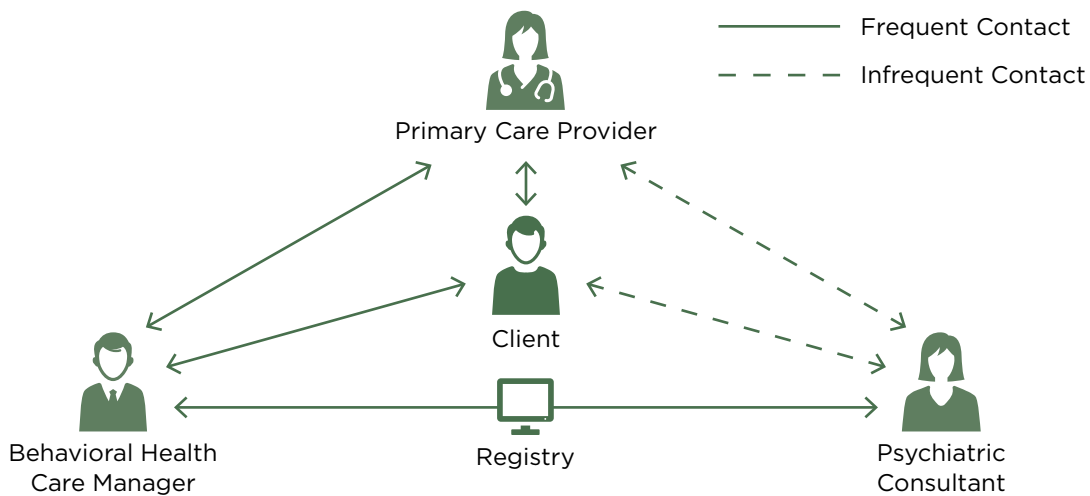 Frequent Contact
Infrequent Contact
Primary Care Provider
Client
Behavioral Health
Care Manager
Registry
Psychiatric
Consultant